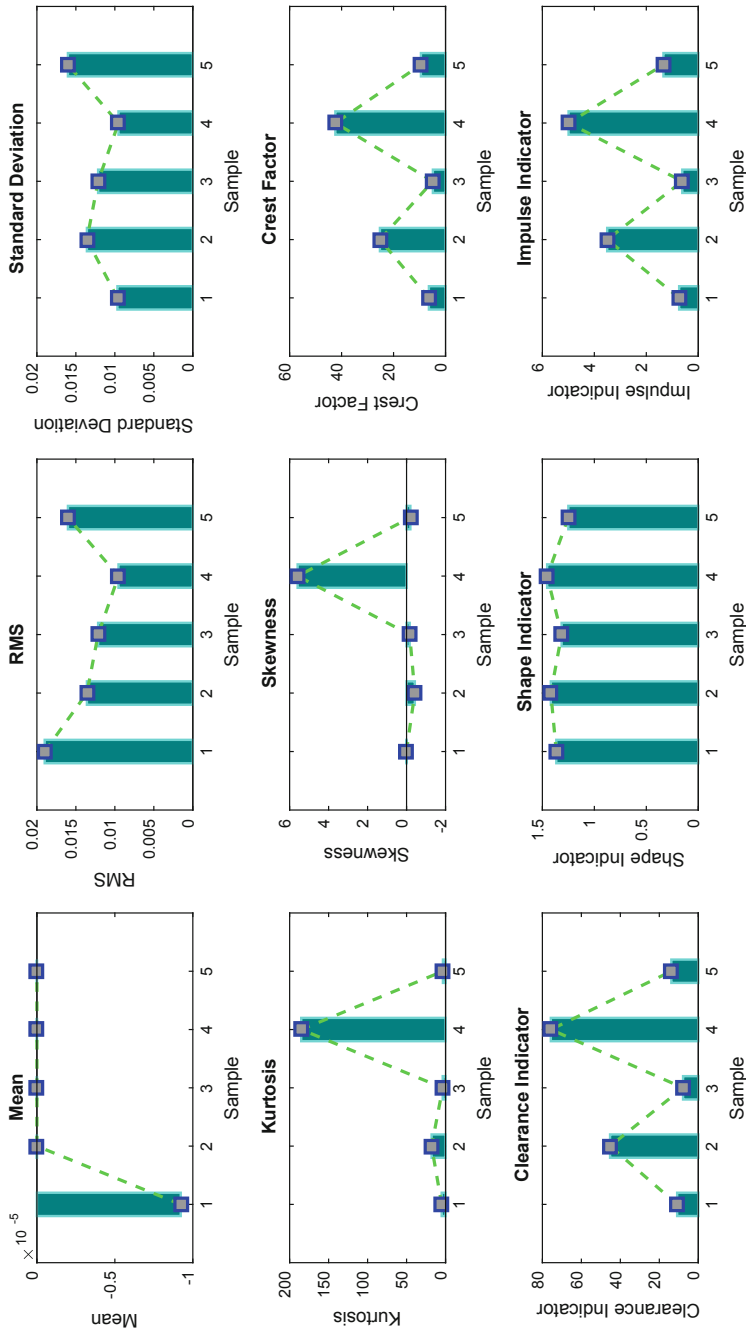 Mean
× 10 -5
0
-0.5
-1
Mean
1 2 3 4 5
Sample
RMS
0.02
0.015
0.01
0.005
0
RMS
1 2 3 4 5
Sample
Standard Deviation
0.02
0.015
0.01
0.005
0
Standard Deviation
1 2 3 4 5
Sample
Kurtosis
200
150
100
50
0
Kurtosis
1 2 3 4 5
Sample
Skewness
6
4
2
0
-2
Skewness
1 2 3 4 5
Sample
Crest Factor
60
40
20
0
Crest Factor
1 2 3 4 5
Sample
Clearance Indicator
80
60
40
20
0
Clearance Indicator
1 2 3 4 5
Shape Indicator
1.5
1
0.5
0
Shape Indicator
1 2 3 4 5
Impulse Indicator
6
4
2
0
Impulse Indicator
1 2 3 4 5